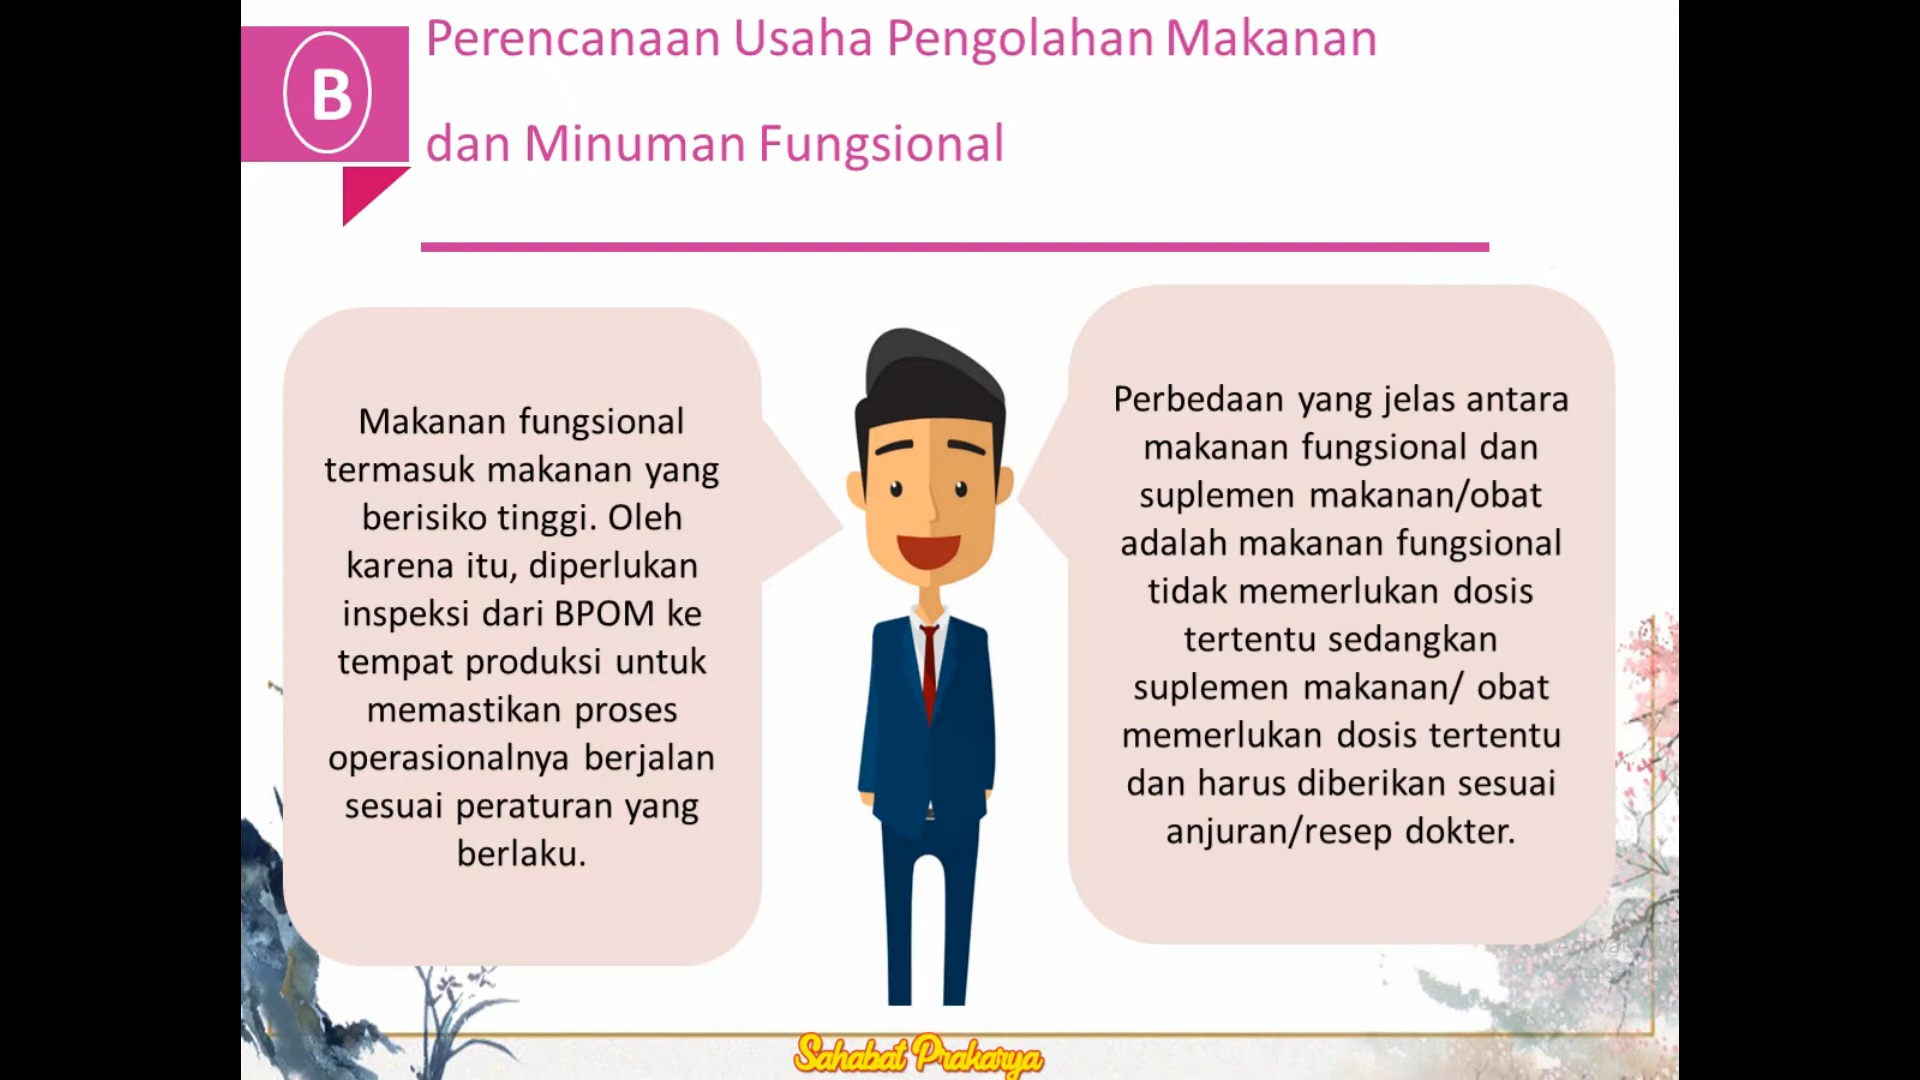 B
Perencanaan Usaha Pengolahan Makanan
dan Minuman Fungsional
Makanan fungsional
termasuk makanan yang
berisiko tinggi. Oleh
karena itu, diperlukan
inspeksi dari BPOM ke
tempat produksi untuk
memastikan proses
operasionalnya berjalan
sesuai peraturan yang
berlaku.
Perbedaan yang jelas antara
makanan fungsional dan
suplemen makanan/obat
adalah makanan fungsional
tidak memerlukan dosis
tertentu sedangkan
suplemen makanan/ obat
memerlukan dosis tertentu
dan harus diberikan sesuai
anjuran/resep dokter.
Sahabat Prakarya